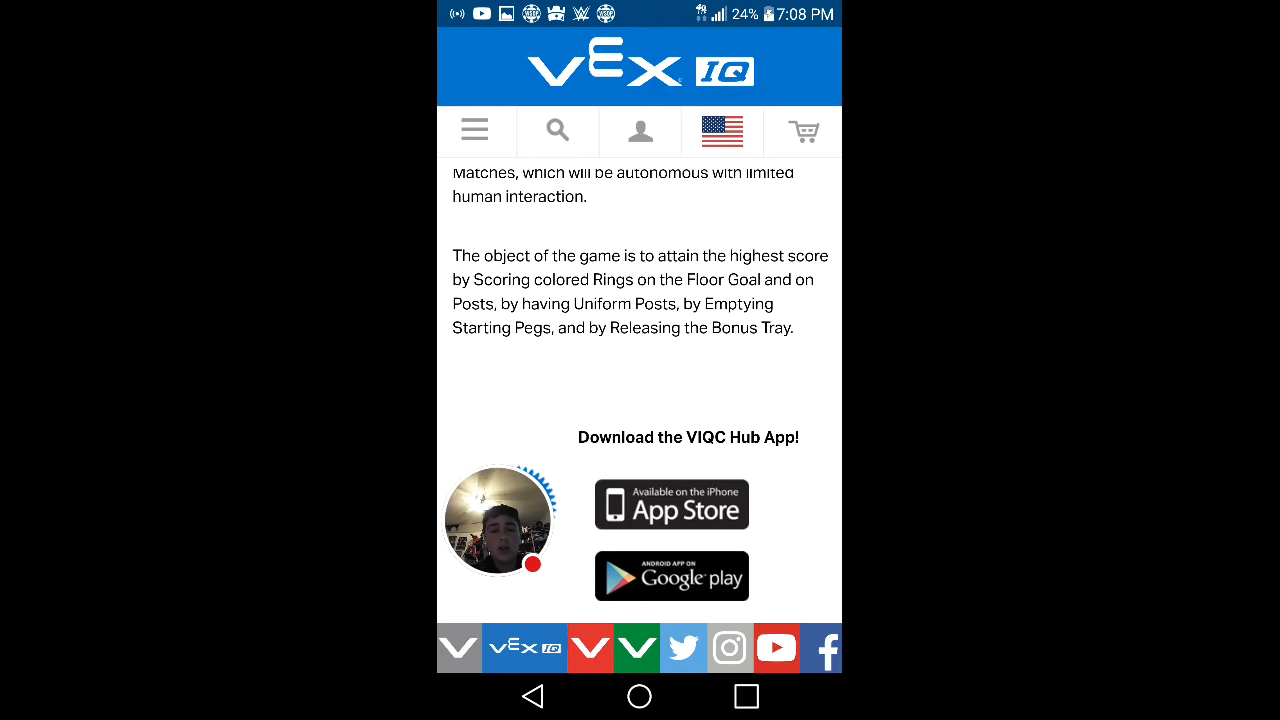 24% 7:08 PM
VEX IQ
Matches, which will be autonomous with limited
human interaction.
The object of the game is to attain the highest score
by Scoring colored Rings on the Floor Goal and on
Posts, by having Uniform Posts, by Emptying
Starting Pegs, and by Releasing the Bonus Tray.
Download the VIQC Hub App!
Available on the iPhone
App Store
ANDROID APP ON
Google play
VEX IQ